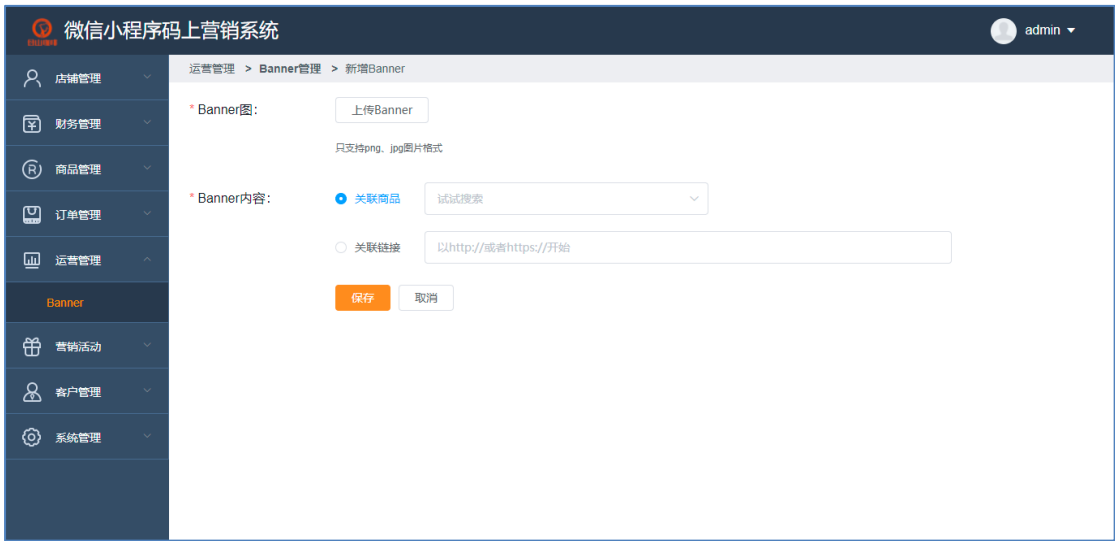 微信小程序码上营销系统
admin
店铺管理
财务管理
商品管理
订单管理
运营管理
Banner
营销活动
客户管理
系统管理
运营管理 > Banner管理 > 新增Banner
* Banner图:
上传Banner
只支持png、jpg图片格式
* Banner内容:
关联商品
试试搜索
关联链接
以http://或者https://开始
保存 取消